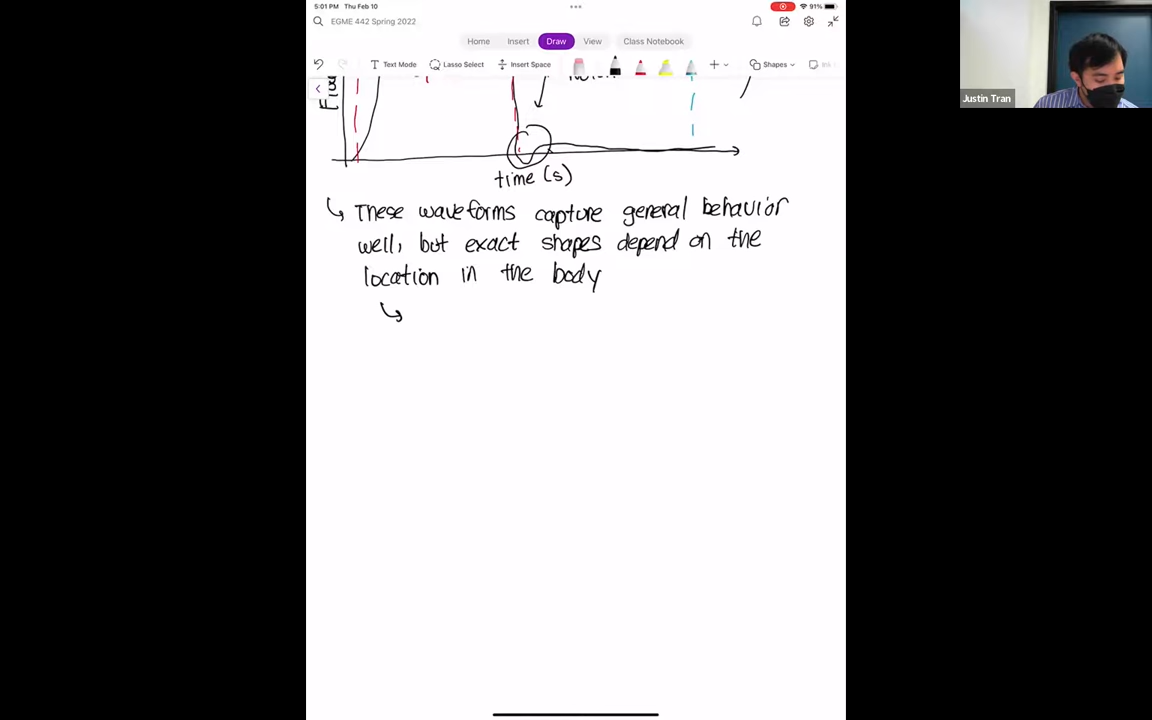 5:01 PM Thu Feb 10
91%
EGME 442 Spring 2022
Home Insert Draw View Class Notebook
Text Mode Lasso Select Insert Space Shapes
time (s)
These waveforms capture general behavior
well, but exact shapes depend on the
location in the body
Justin Tran